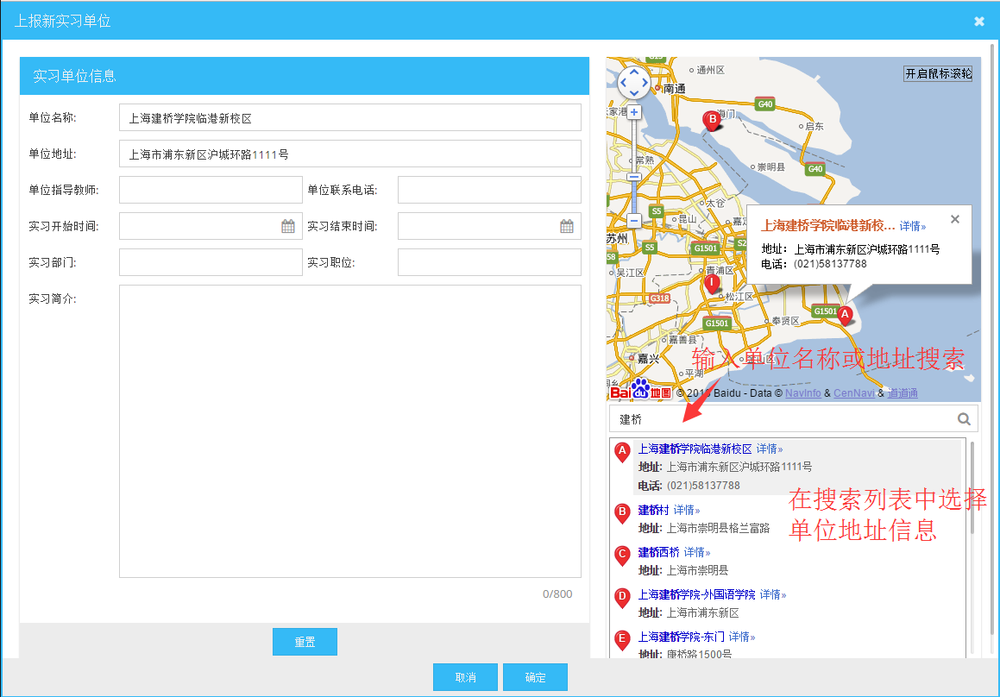 上报新实习单位
实习单位信息
单位名称: 上海建桥学院临港新校区
单位地址: 上海市浦东新区沪城环路1111号
单位指导教师: 单位联系电话:
实习开始时间: 实习结束时间:
实习部门: 实习职位:
实习简介:
0/800
重置
取消 确定
开启鼠标滚轮
通州区
南通
G40
海门
B
启东
常熟
崇明县
G40
太仓
S5
昆山
嘉定
苏州
S5
G1501
S2
58
吴江区
青浦区
I
G318
松江区
G1501
A
G1501
奉贤区
嘉善县
嘉兴
平湖
上海建桥学院临港新校... 详情»
地址: 上海市浦东新区沪城环路1111号
电话: (021)58137788
输入单位名称或地址搜索
Bai du 地图 Baidu - Data © NavInfo & CenNavi & 道道通
建桥
A 上海建桥学院临港新校区 详情»
地址: 上海市浦东新区沪城环路1111号
电话: (021)58137788
在搜索列表中选择
单位地址信息
B 建桥村 详情»
地址: 上海市崇明县格兰富路
C 建桥西桥 详情»
地址: 上海市崇明县
D 上海建桥学院-外国语学院 详情»
地址: 上海市浦东新区
E 上海建桥学院-东门 详情»
地址: 康桥路1500号